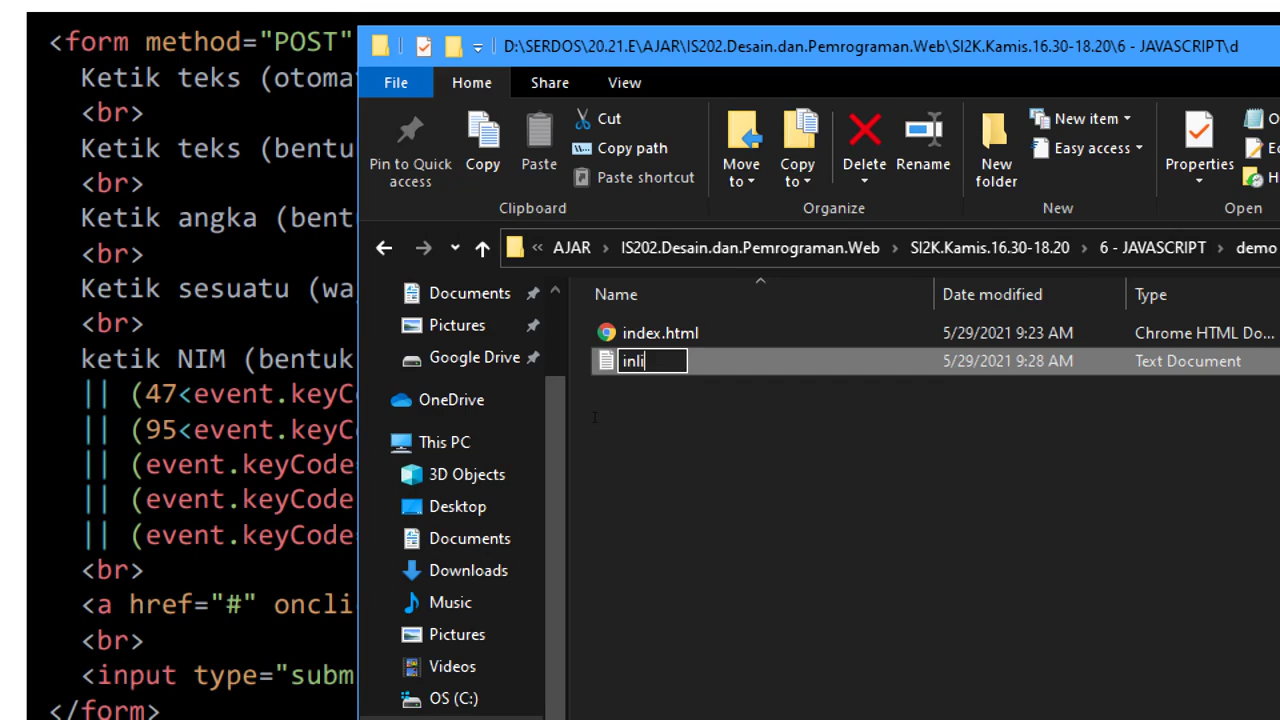 <form method="POST"
Ketik teks (otoma
<br>
Ketik teks (bentu
<br>
Ketik angka (bent
<br>
Ketik sesuatu (wa
<br>
ketik NIM (bentuk
|| (47<event.keyC
|| (95<event.keyC
|| (event.keyCode
|| (event.keyCode
|| (event.keyCode
<br>
<a href="#" oncli
<br>
<input type="subm
</form>
D:\SERDOS\20.21.E\AJAR\IS202.Desain.dan.Pemrograman.Web\SI2K.Kamis.16.30-18.20\6 - JAVASCRIPT\d
File Home Share View
Pin to Quick access
Copy
Paste
Cut
Copy path
Paste shortcut
Clipboard
Move to
Copy to
Delete
Rename
Organize
New folder
New item
Easy access
New
Properties
Open
« AJAR > IS202.Desain.dan.Pemrograman.Web > SI2K.Kamis.16.30-18.20 > 6 - JAVASCRIPT > demo
Documents
Pictures
Google Drive
OneDrive
This PC
3D Objects
Desktop
Documents
Downloads
Music
Pictures
Videos
OS (C:)
Name Date modified Type
index.html 5/29/2021 9:23 AM Chrome HTML Do...
inli 5/29/2021 9:28 AM Text Document